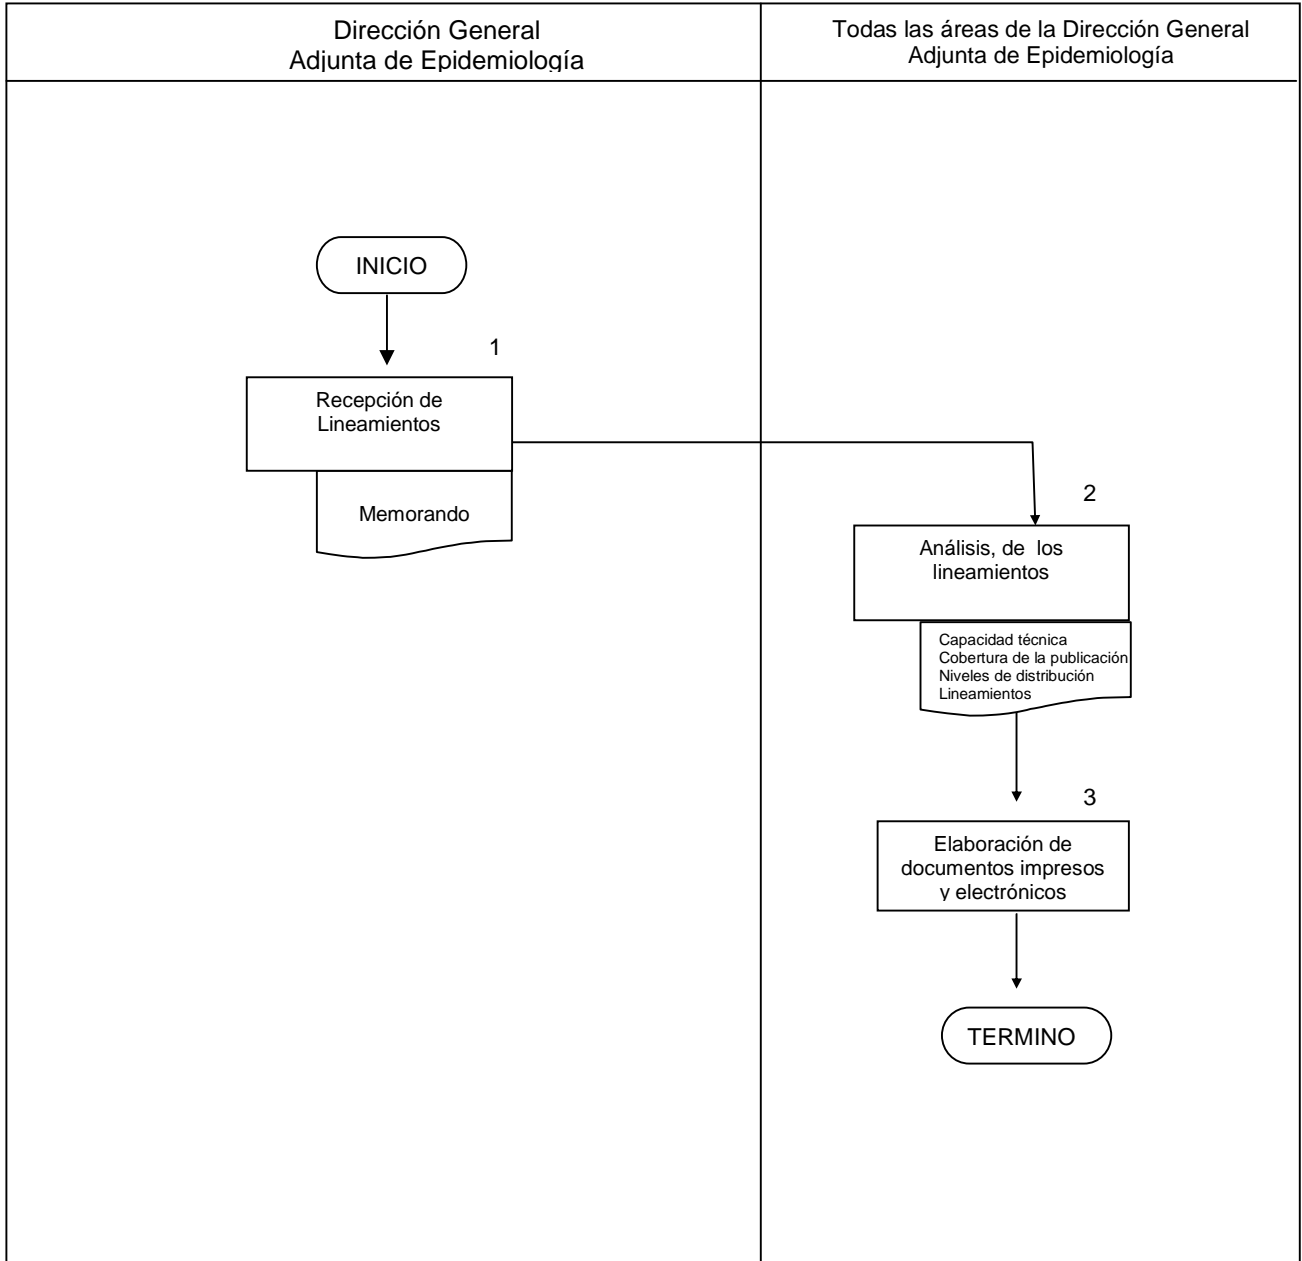 Dirección General
Adjunta de Epidemiología
Todas las áreas de la Dirección General
Adjunta de Epidemiología
INICIO
1
Recepción de
Lineamientos
Memorando
2
Análisis, de los
lineamientos
Capacidad técnica
Cobertura de la publicación
Niveles de distribución
Lineamientos
3
Elaboración de
documentos impresos
y electrónicos
TERMINO